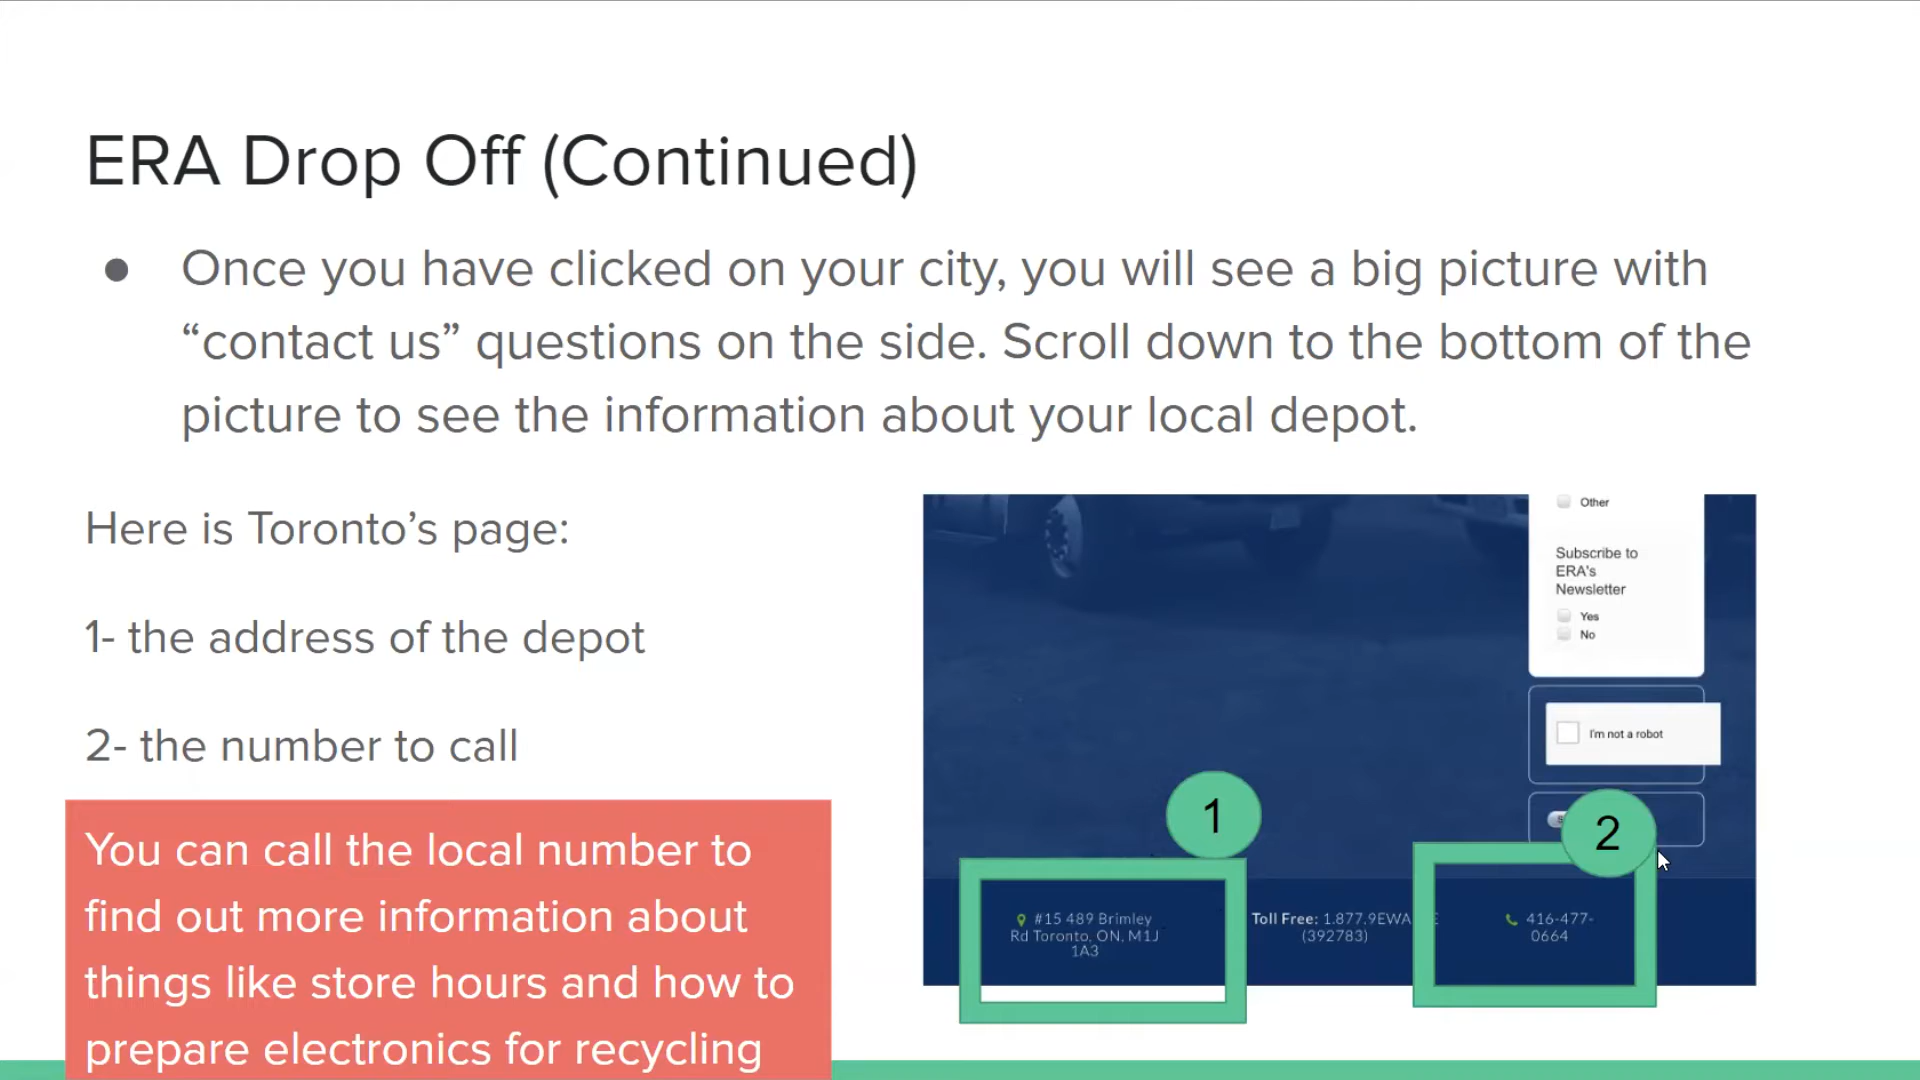 ERA Drop Off (Continued)
● Once you have clicked on your city, you will see a big picture with
“contact us” questions on the side. Scroll down to the bottom of the
picture to see the information about your local depot.
Here is Toronto’s page:
1- the address of the depot
2- the number to call
You can call the local number to
find out more information about
things like store hours and how to
prepare electronics for recycling
Other
Subscribe to
ERA's
Newsletter
Yes
No
I'm not a robot
1
2
#15 489 Brimley
Rd Toronto, ON, M1J
1A3
Toll Free: 1.877.9EWA
(392783)
416-477-
0664